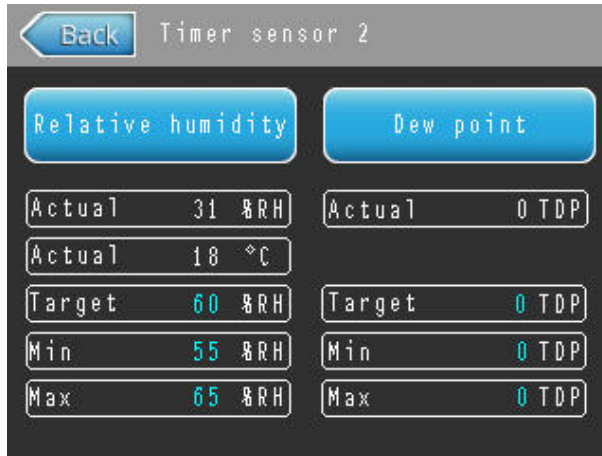 Back Timer sensor 2
Relative humidity Dew point
Actual 31 %RH Actual 0 TDP
Actual 18 °C
Target 60 %RH Target 0 TDP
Min 55 %RH Min 0 TDP
Max 65 %RH Max 0 TDP